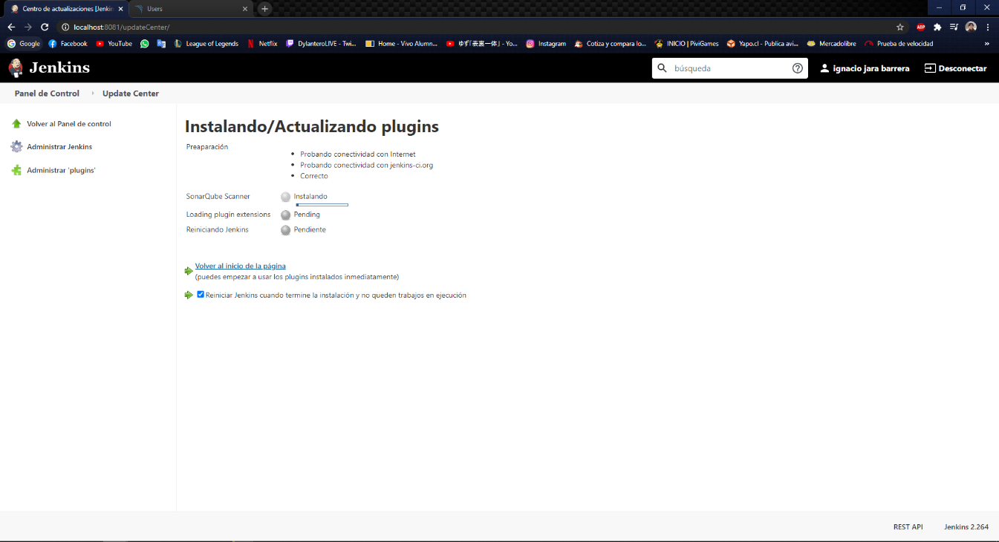 Centro de actualizaciones [Jenkin
Users
localhost:8081/updateCenter/
ABP
Google
Facebook
YouTube
League of Legends
Netflix
DylanteroLIVE - Twi...
Home - Vivo Alumn...
ゆず「表裏一体」- Yo...
Instagram
Cotiza y compara lo...
INICIO | PiviGames
Yapo.cl - Publica avi...
Mercadolibre
Prueba de velocidad
»
Jenkins
búsqueda
ignacio jara barrera
Desconectar
Panel de Control
Update Center
Volver al Panel de control
Administrar Jenkins
Administrar 'plugins'
Instalando/Actualizando plugins
Preaparación
• Probando conectividad con Internet
• Probando conectividad con jenkins-ci.org
• Correcto
SonarQube Scanner Instalando
Loading plugin extensions Pending
Reiniciando Jenkins Pendiente
Volver al inicio de la página
(puedes empezar a usar los plugins instalados inmediatamente)
Reiniciar Jenkins cuando termine la instalación y no queden trabajos en ejecución
REST API
Jenkins 2.264